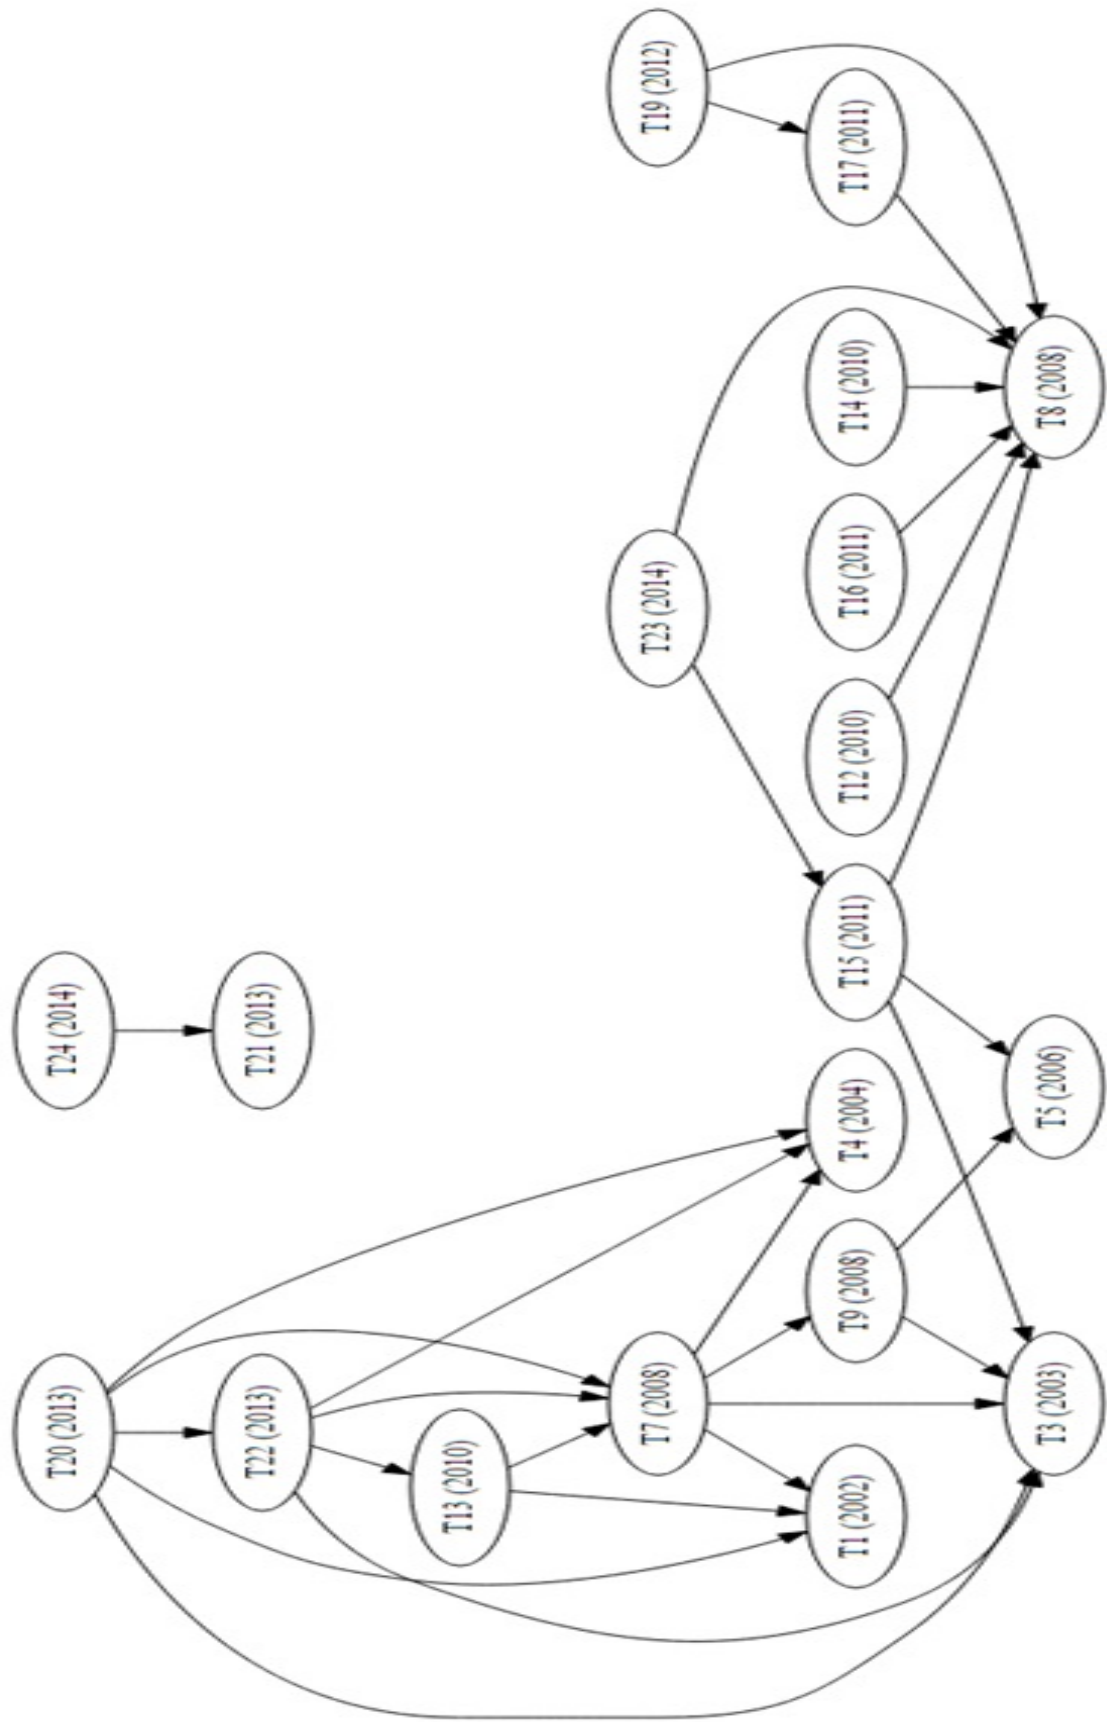 T20 (2013)
T24 (2014)
T22 (2013)
T21 (2013)
T13 (2010)
T7 (2008)
T23 (2014)
T19 (2012)
T1 (2002)
T9 (2008)
T4 (2004)
T15 (2011)
T12 (2010)
T16 (2011)
T14 (2010)
T17 (2011)
T3 (2003)
T5 (2006)
T8 (2008)